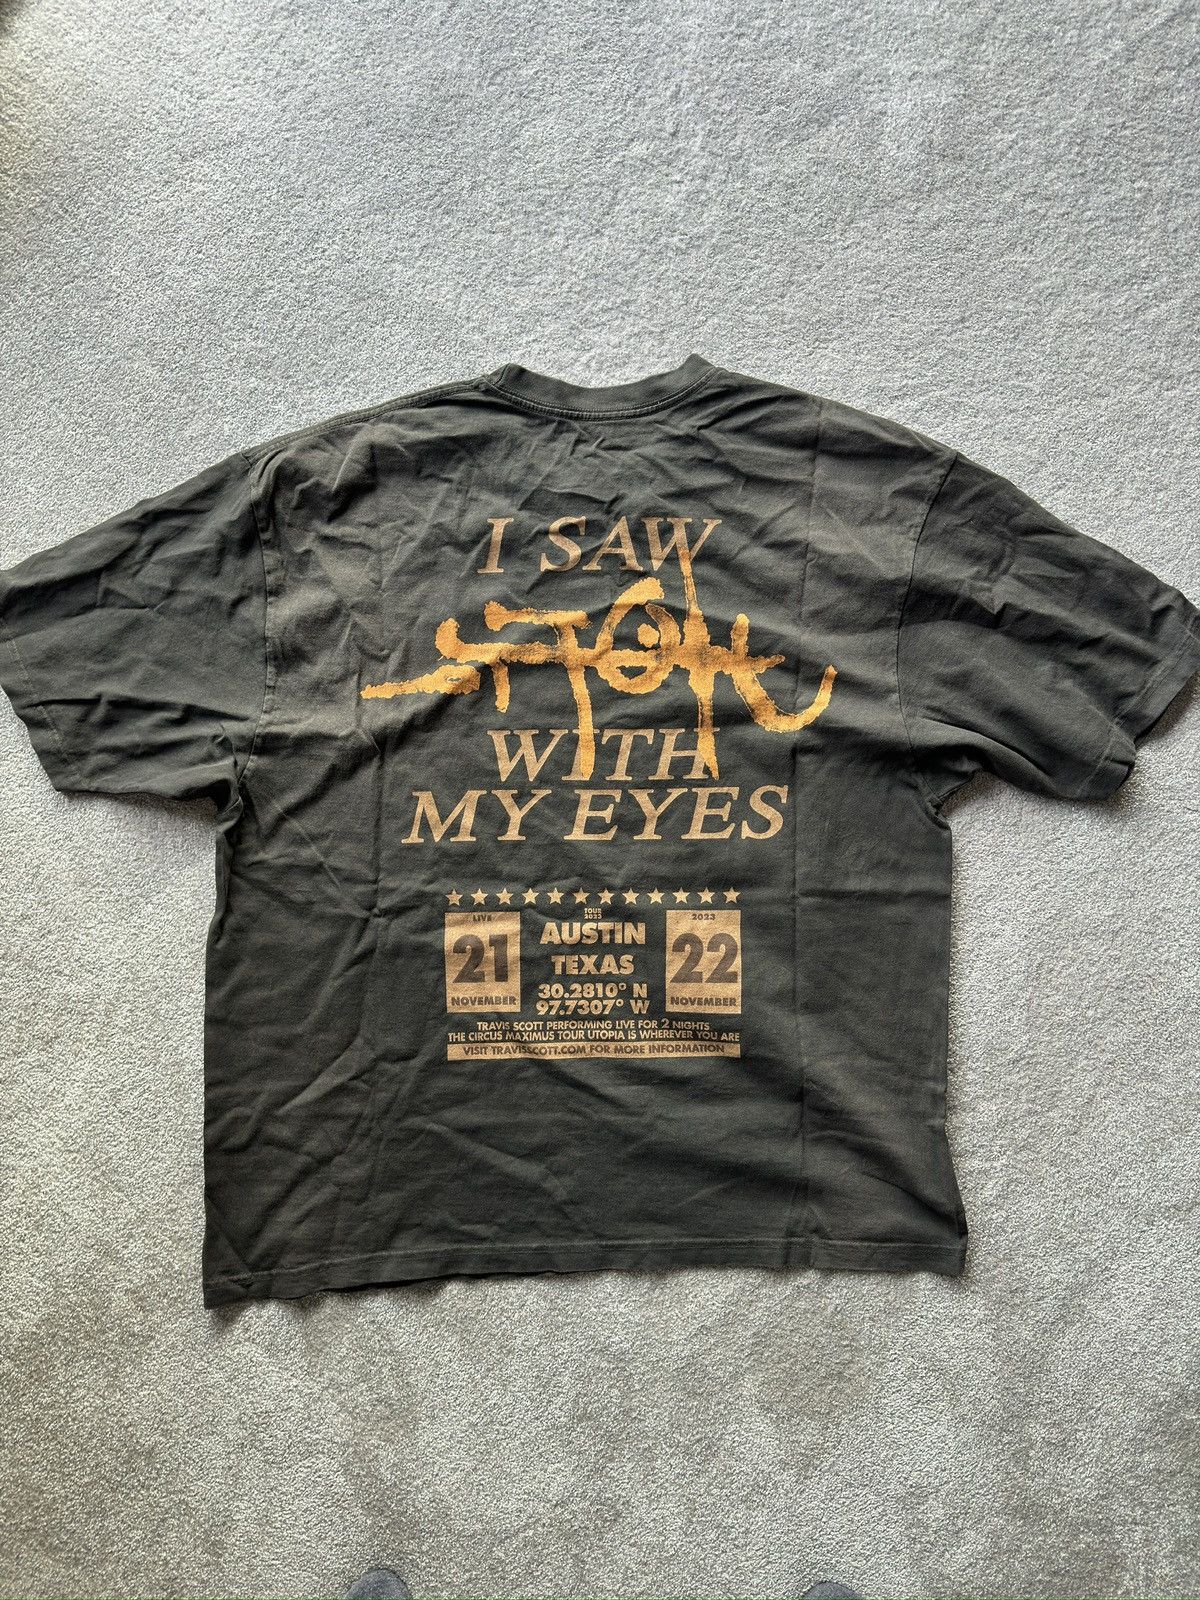 I SAW
UTOPIA
WITH
MY EYES
LIVE
21
NOVEMBER
TOUR
2023
AUSTIN
TEXAS
30.2810° N
97.7307° W
2023
22
NOVEMBER
TRAVIS SCOTT PERFORMING LIVE FOR 2 NIGHTS
THE CIRCUS MAXIMUS TOUR UTOPIA IS WHEREVER YOU ARE
VISIT TRAVISSCOTT.COM FOR MORE INFORMATION